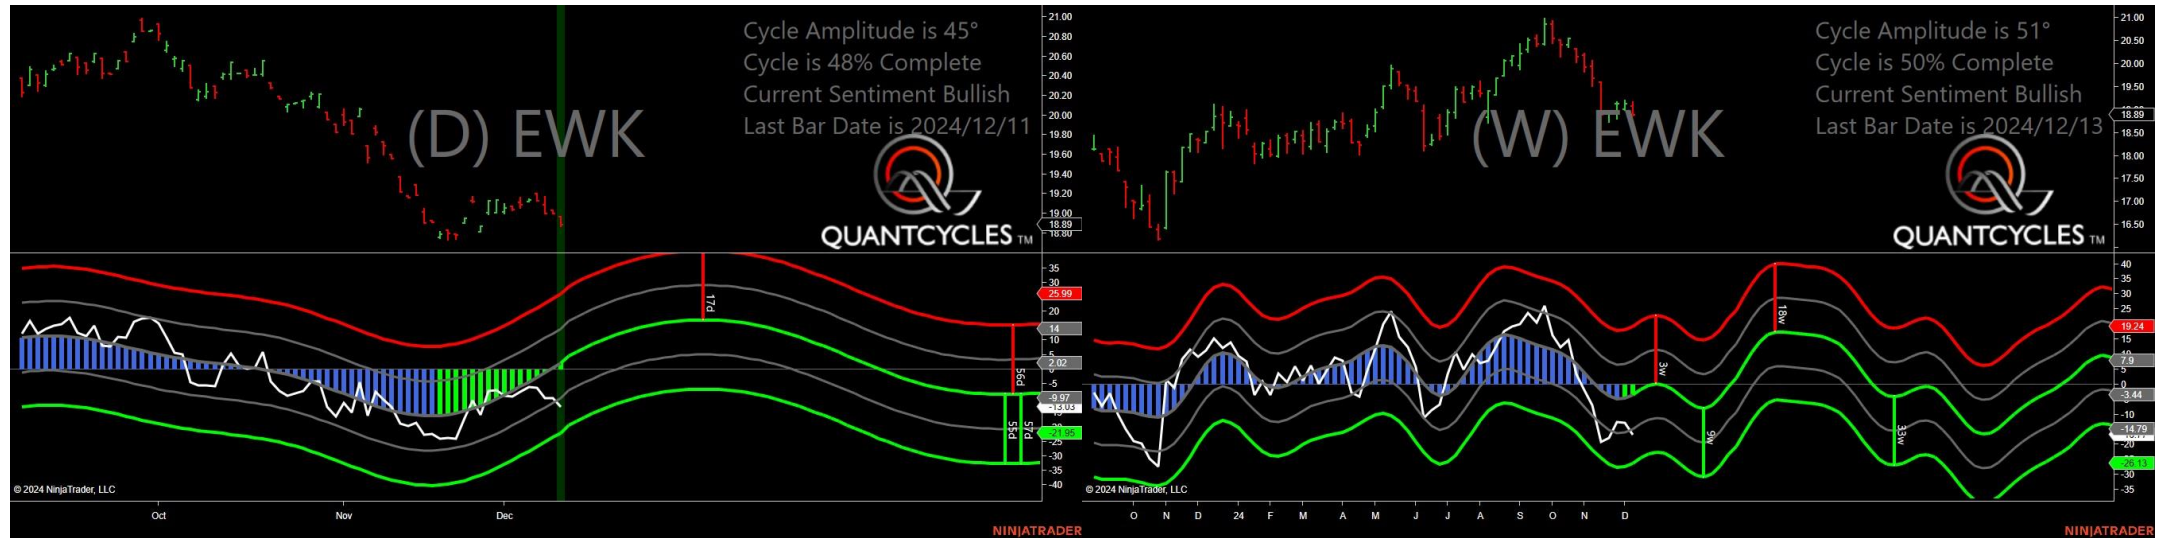 Cycle Amplitude is 45°
Cycle is 48% Complete
Current Sentiment Bullish
Last Bar Date is 2024/12/11
(D) EWK
QUANTCYCLES TM
21.00
20.80
20.60
20.40
20.20
20.00
19.80
19.60
19.40
19.20
19.00
18.89
18.80
35
25.99
20
14
10
5
2.02
0
-5
-9.97
-13.03
-21.95
-25
-30
-35
-40
17d
56d
55d
57d
© 2024 NinjaTrader, LLC
Oct Nov Dec
NINJATRADER
Cycle Amplitude is 51°
Cycle is 50% Complete
Current Sentiment Bullish
Last Bar Date is 2024/12/13
(W) EWK
QUANTCYCLES TM
21.00
20.50
20.00
19.50
18.89
18.50
18.00
17.50
17.00
16.50
40
35
30
19.24
15
7.9
5
0
-3.44
-10
-14.79
-20
-26.13
-30
-35
3w
9w
18w
33w
© 2024 NinjaTrader, LLC
O N D 24 F M A M J J A S O N D
NINJATRADER